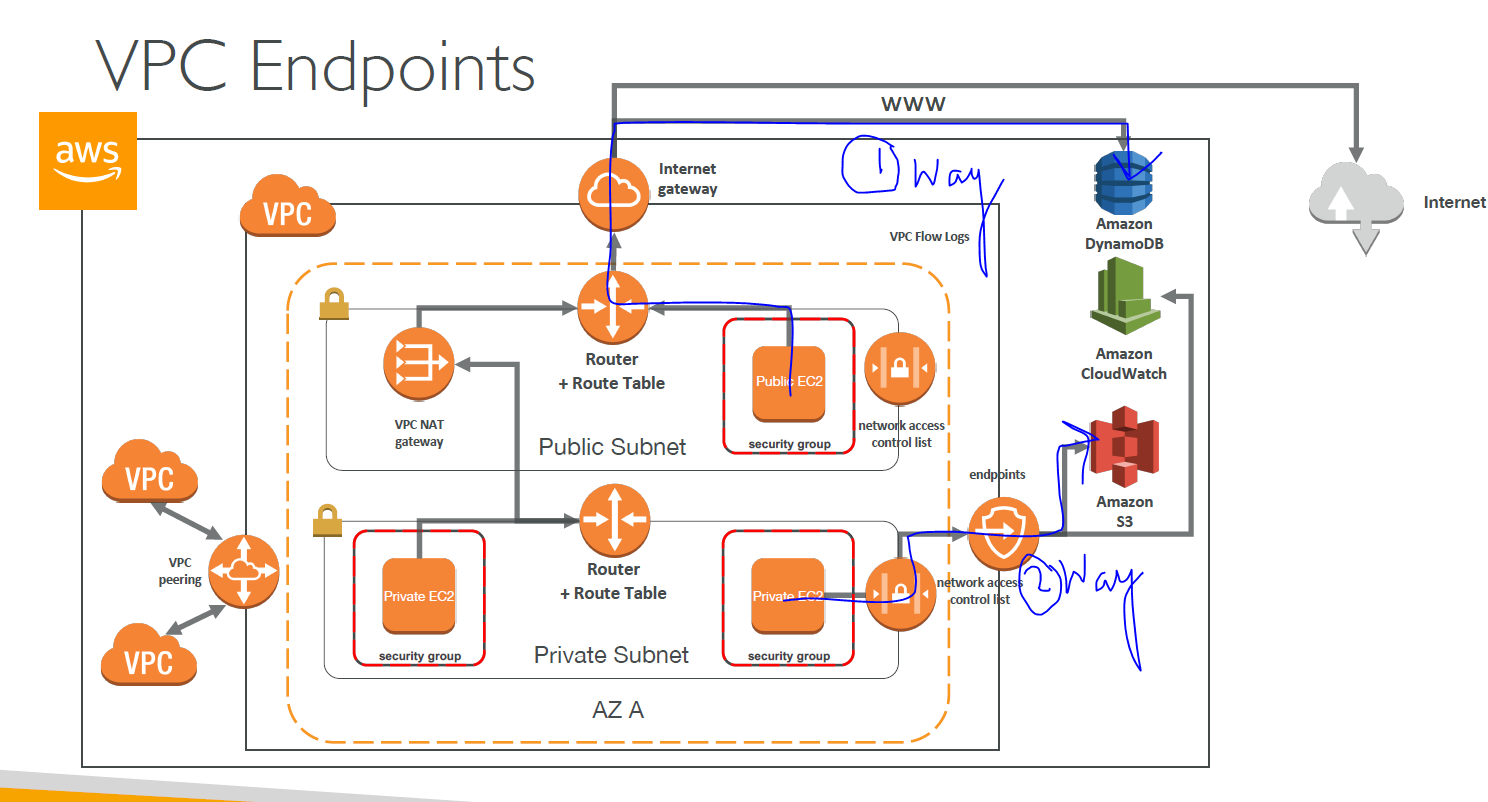 VPC Endpoints
aws
www
① Way
Internet
gateway
VPC
VPC Flow Logs
Amazon
DynamoDB
Internet
Router
+ Route Table
Public EC2
Amazon
CloudWatch
VPC NAT
gateway
Public Subnet
security group
network access
control list
VPC
endpoints
Amazon
S3
VPC
peering
Router
+ Route Table
Private EC2
Private EC2
network access
control list
② Way
VPC
security group
Private Subnet
security group
AZ A